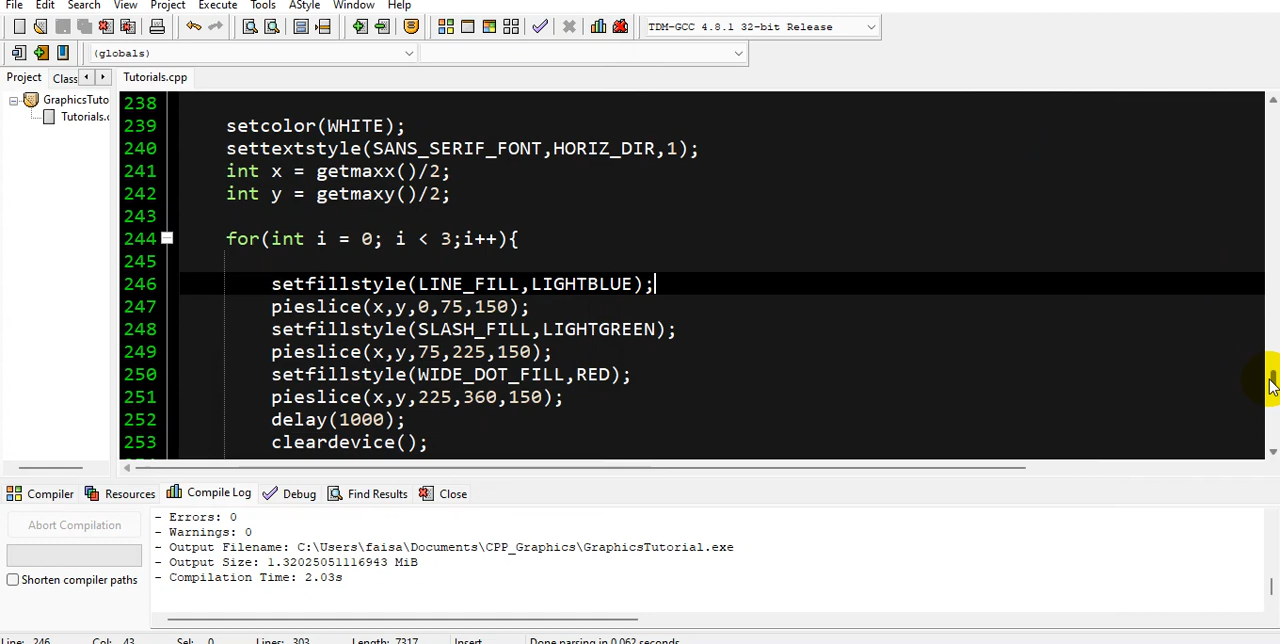 File Edit Search View Project Execute Tools AStyle Window Help
TDM-GCC 4.8.1 32-bit Release
(globals)
Project Class Tutorials.cpp
GraphicsTuto
Tutorials.c
238
239 setcolor(WHITE);
240 settextstyle(SANS_SERIF_FONT,HORIZ_DIR,1);
241 int x = getmaxx()/2;
242 int y = getmaxy()/2;
243
244 for(int i = 0; i < 3;i++){
245
246 setfillstyle(LINE_FILL,LIGHTBLUE);
247 pieslice(x,y,0,75,150);
248 setfillstyle(SLASH_FILL,LIGHTGREEN);
249 pieslice(x,y,75,225,150);
250 setfillstyle(WIDE_DOT_FILL,RED);
251 pieslice(x,y,225,360,150);
252 delay(1000);
253 cleardevice();
Compiler Resources Compile Log Debug Find Results Close
Abort Compilation
Shorten compiler paths
- Errors: 0
- Warnings: 0
- Output Filename: C:\Users\faisa\Documents\CPP_Graphics\GraphicsTutorial.exe
- Output Size: 1.32025051116943 MiB
- Compilation Time: 2.03s
Line: 246 Col: 43 Sel: 0 Lines: 303 Length: 7317 Insert Done parsing in 0.062 seconds